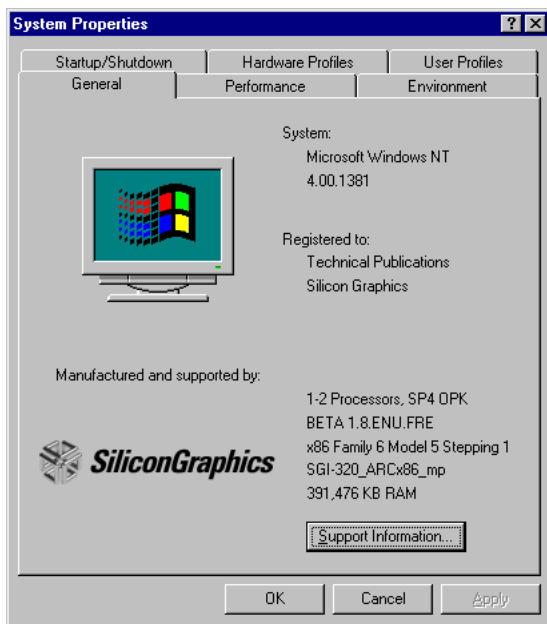 System Properties
Startup/Shutdown Hardware Profiles User Profiles
General Performance Environment
System:
Microsoft Windows NT
4.00.1381
Registered to:
Technical Publications
Silicon Graphics
Manufactured and supported by:
SiliconGraphics
1-2 Processors, SP4 OPK
BETA 1.8.ENU.FRE
x86 Family 6 Model 5 Stepping 1
SGI-320_ARCx86_mp
391,476 KB RAM
Support Information...
OK Cancel Apply